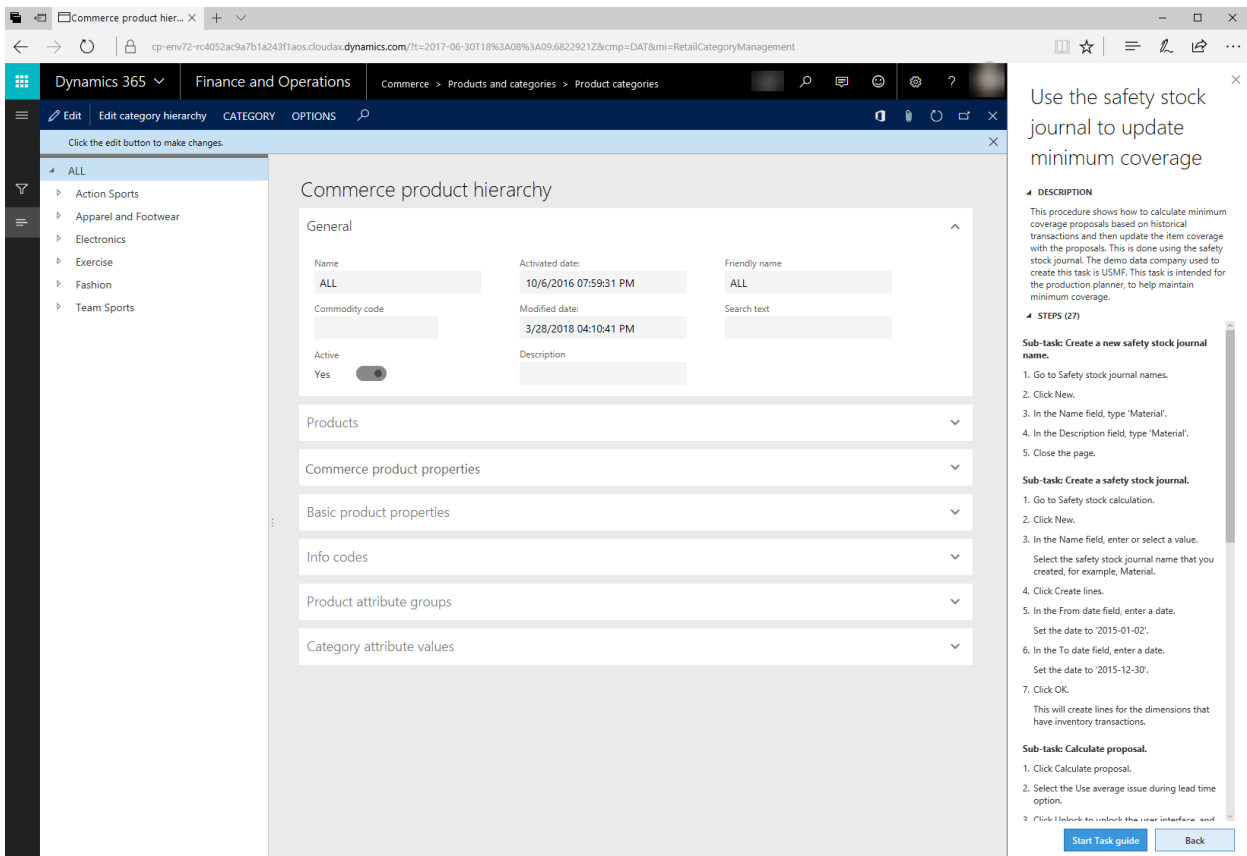 Commerce product hier...
cp-env72-rc4052ac9a7b1a243f1aos.cloudax.dynamics.com/?t=2017-06-30T18%3A08%3A09.6822921Z&cmp=DAT&mi=RetailCategoryManagement
Dynamics 365
Finance and Operations
Commerce > Products and categories > Product categories
Edit
Edit category hierarchy
CATEGORY
OPTIONS
Click the edit button to make changes.
ALL
Action Sports
Apparel and Footwear
Electronics
Exercise
Fashion
Team Sports
Commerce product hierarchy
General
Name
ALL
Activated date:
10/6/2016 07:59:31 PM
Friendly name
ALL
Commodity code
Modified date:
3/28/2018 04:10:41 PM
Search text
Active
Yes
Description
Products
Commerce product properties
Basic product properties
Info codes
Product attribute groups
Category attribute values
Use the safety stock
journal to update
minimum coverage
DESCRIPTION
This procedure shows how to calculate minimum
coverage proposals based on historical
transactions and then update the item coverage
with the proposals. This is done using the safety
stock journal. The demo data company used to
create this task is USMF. This task is intended for
the production planner, to help maintain
minimum coverage.
STEPS (27)
Sub-task: Create a new safety stock journal
name.
1. Go to Safety stock journal names.
2. Click New.
3. In the Name field, type 'Material'.
4. In the Description field, type 'Material'.
5. Close the page.
Sub-task: Create a safety stock journal.
1. Go to Safety stock calculation.
2. Click New.
3. In the Name field, enter or select a value.
Select the safety stock journal name that you
created, for example, Material.
4. Click Create lines.
5. In the From date field, enter a date.
Set the date to '2015-01-02'.
6. In the To date field, enter a date.
Set the date to '2015-12-30'.
7. Click OK.
This will create lines for the dimensions that
have inventory transactions.
Sub-task: Calculate proposal.
1. Click Calculate proposal.
2. Select the Use average issue during lead time
option.
3. Click Unlock to unlock the user interface, and
Start Task guide
Back